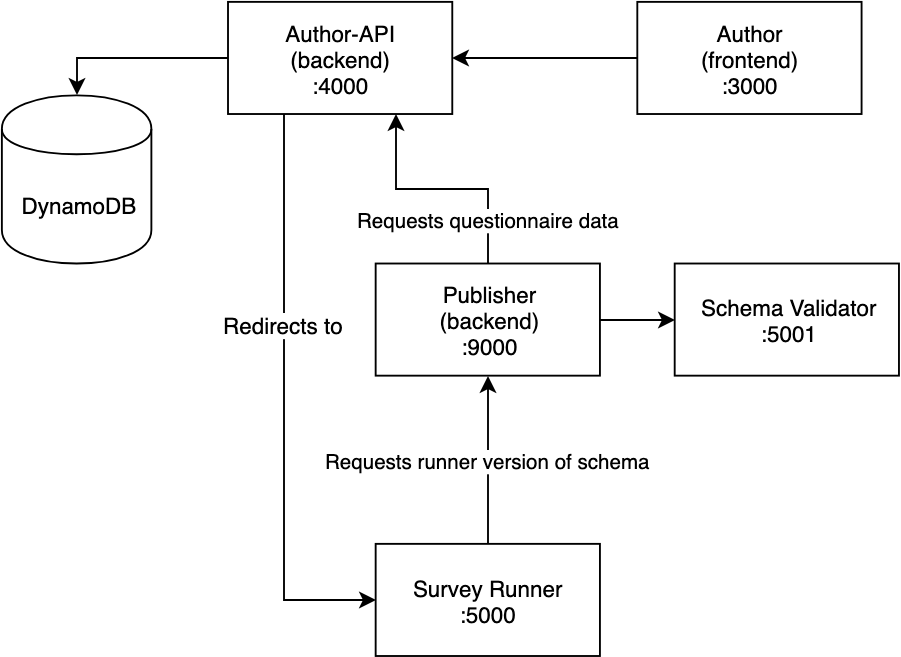 Author-API
(backend)
:4000
Author
(frontend)
:3000
DynamoDB
Requests questionnaire data
Publisher
(backend)
:9000
Schema Validator
:5001
Redirects to
Requests runner version of schema
Survey Runner
:5000